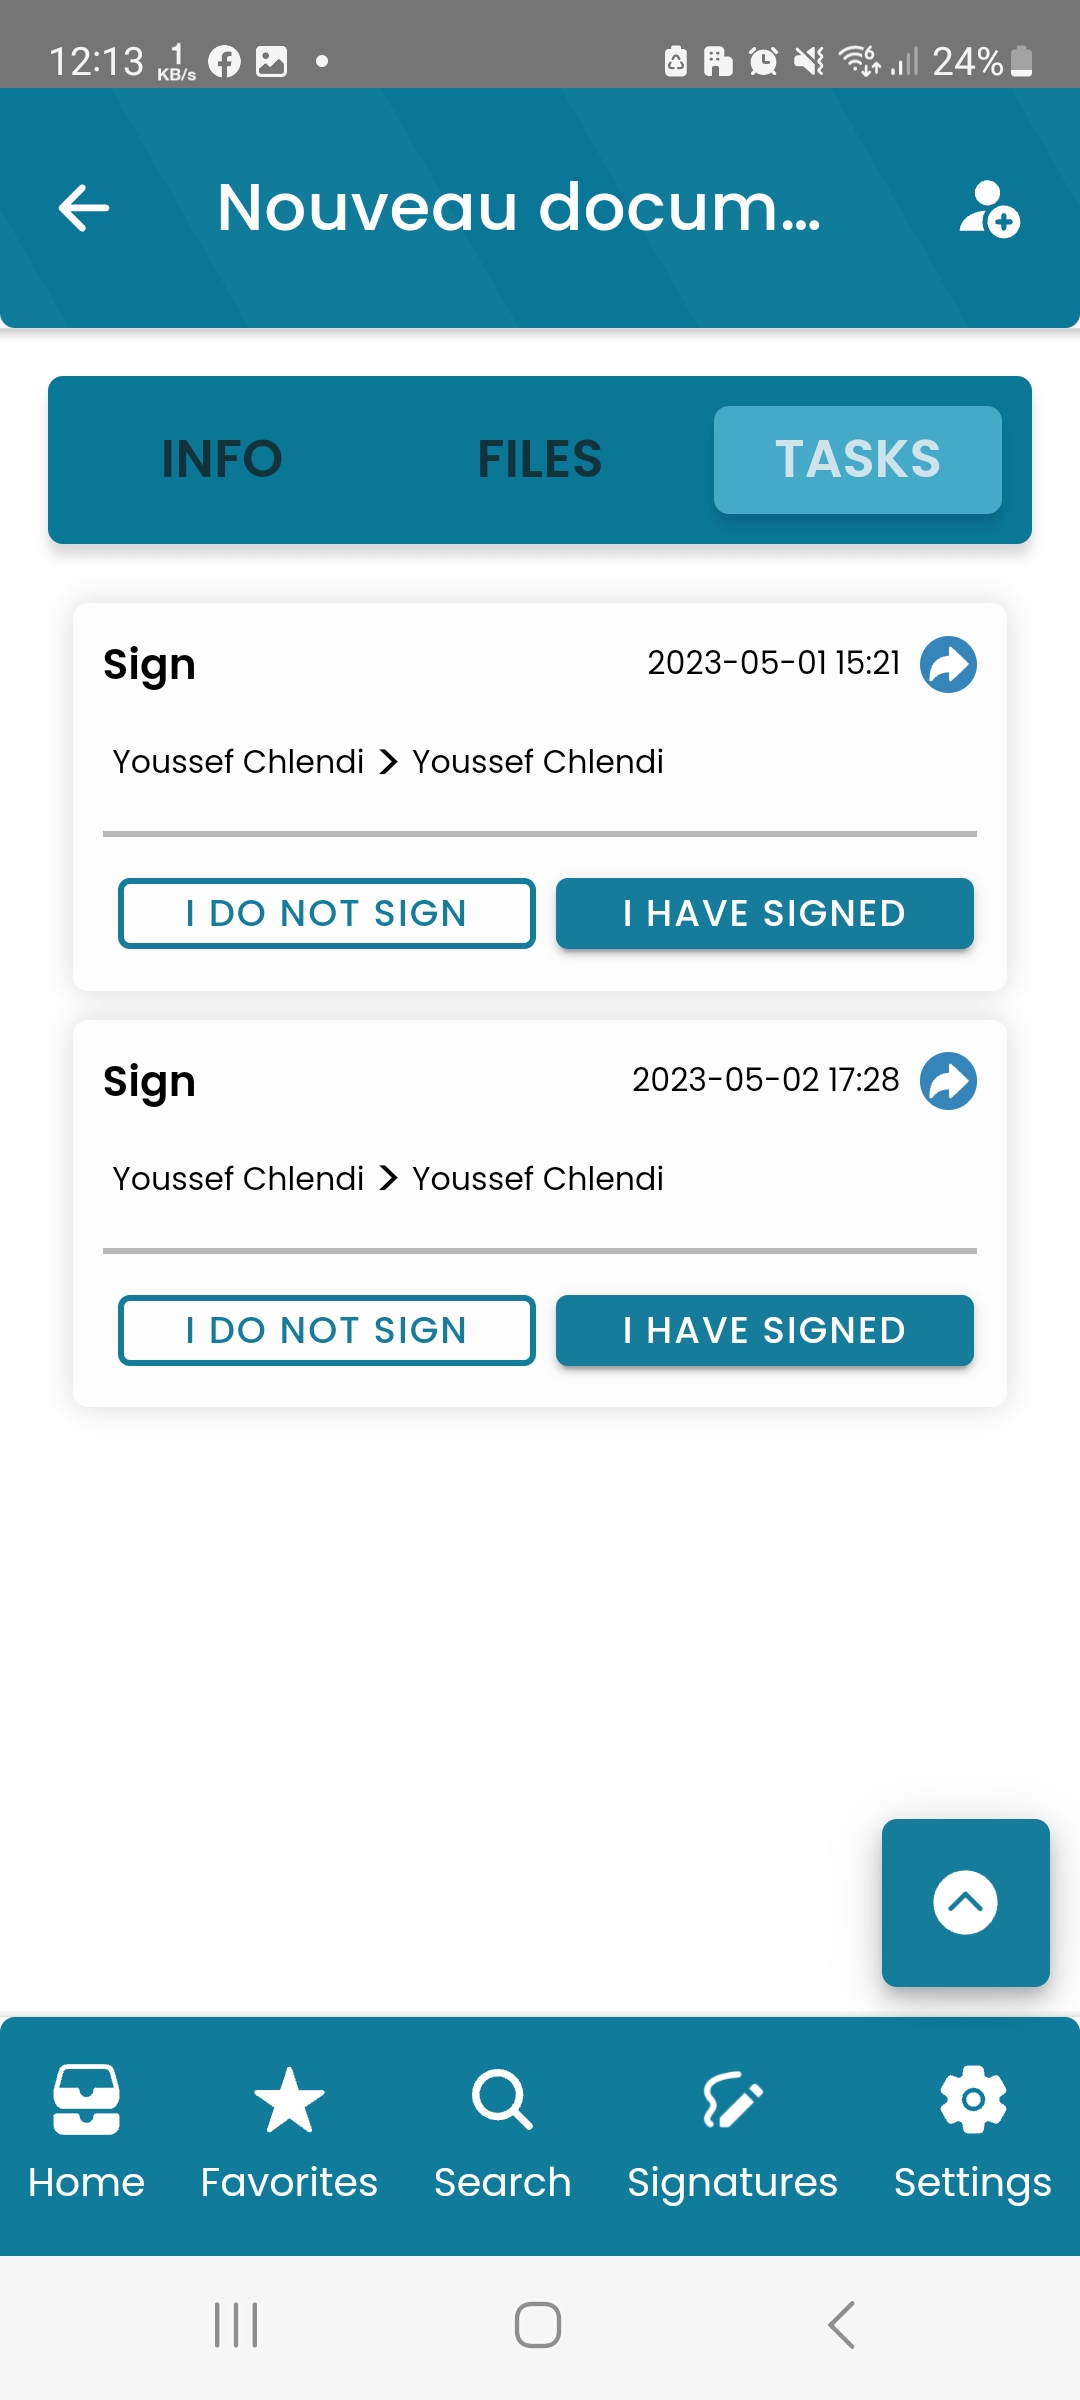 12:13 1 KB/s 24%
Nouveau docum...
INFO FILES TASKS
Sign 2023-05-01 15:21
Youssef Chlendi > Youssef Chlendi
I DO NOT SIGN I HAVE SIGNED
Sign 2023-05-02 17:28
Youssef Chlendi > Youssef Chlendi
I DO NOT SIGN I HAVE SIGNED
Home Favorites Search Signatures Settings